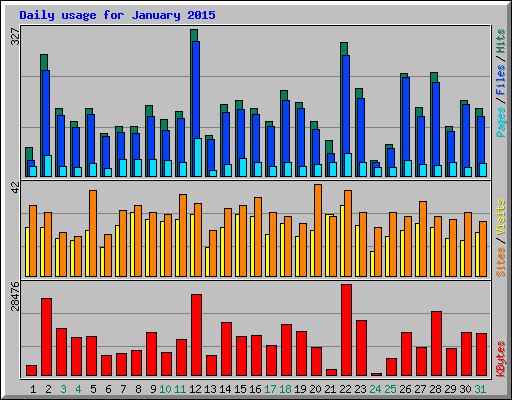 Daily usage for January 2015
327
Pages / Files / Hits
42
Sites / Visits
28476
KBytes
1 2 3 4 5 6 7 8 9 10 11 12 13 14 15 16 17 18 19 20 21 22 23 24 25 26 27 28 29 30 31